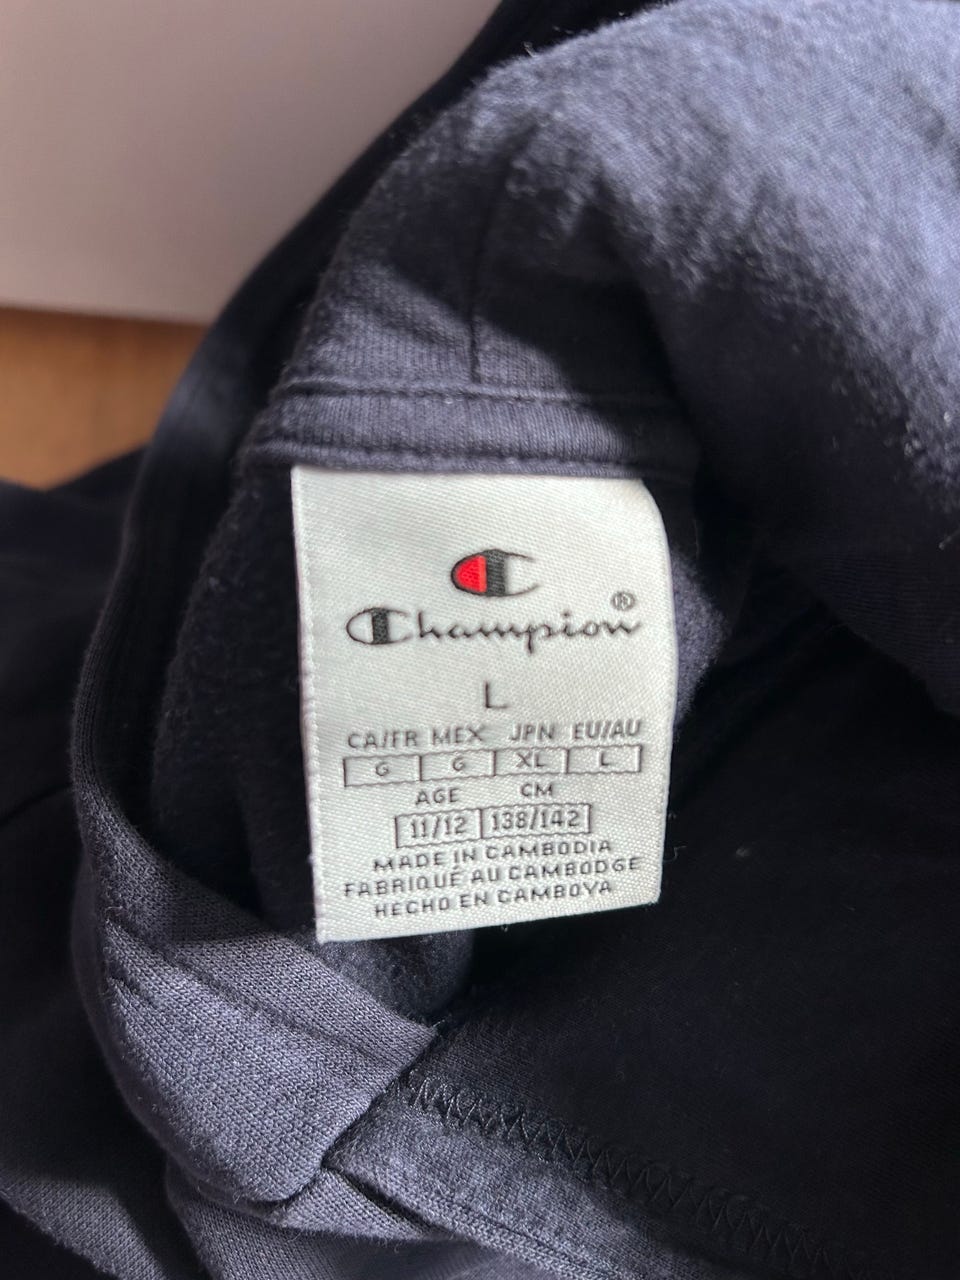 Champion®
L
CA/FR MEX JPN EU/AU
G G XL L
AGE CM
11/12 138/142
MADE IN CAMBODIA
FABRIQUÉ AU CAMBODGE
HECHO EN CAMBOYA